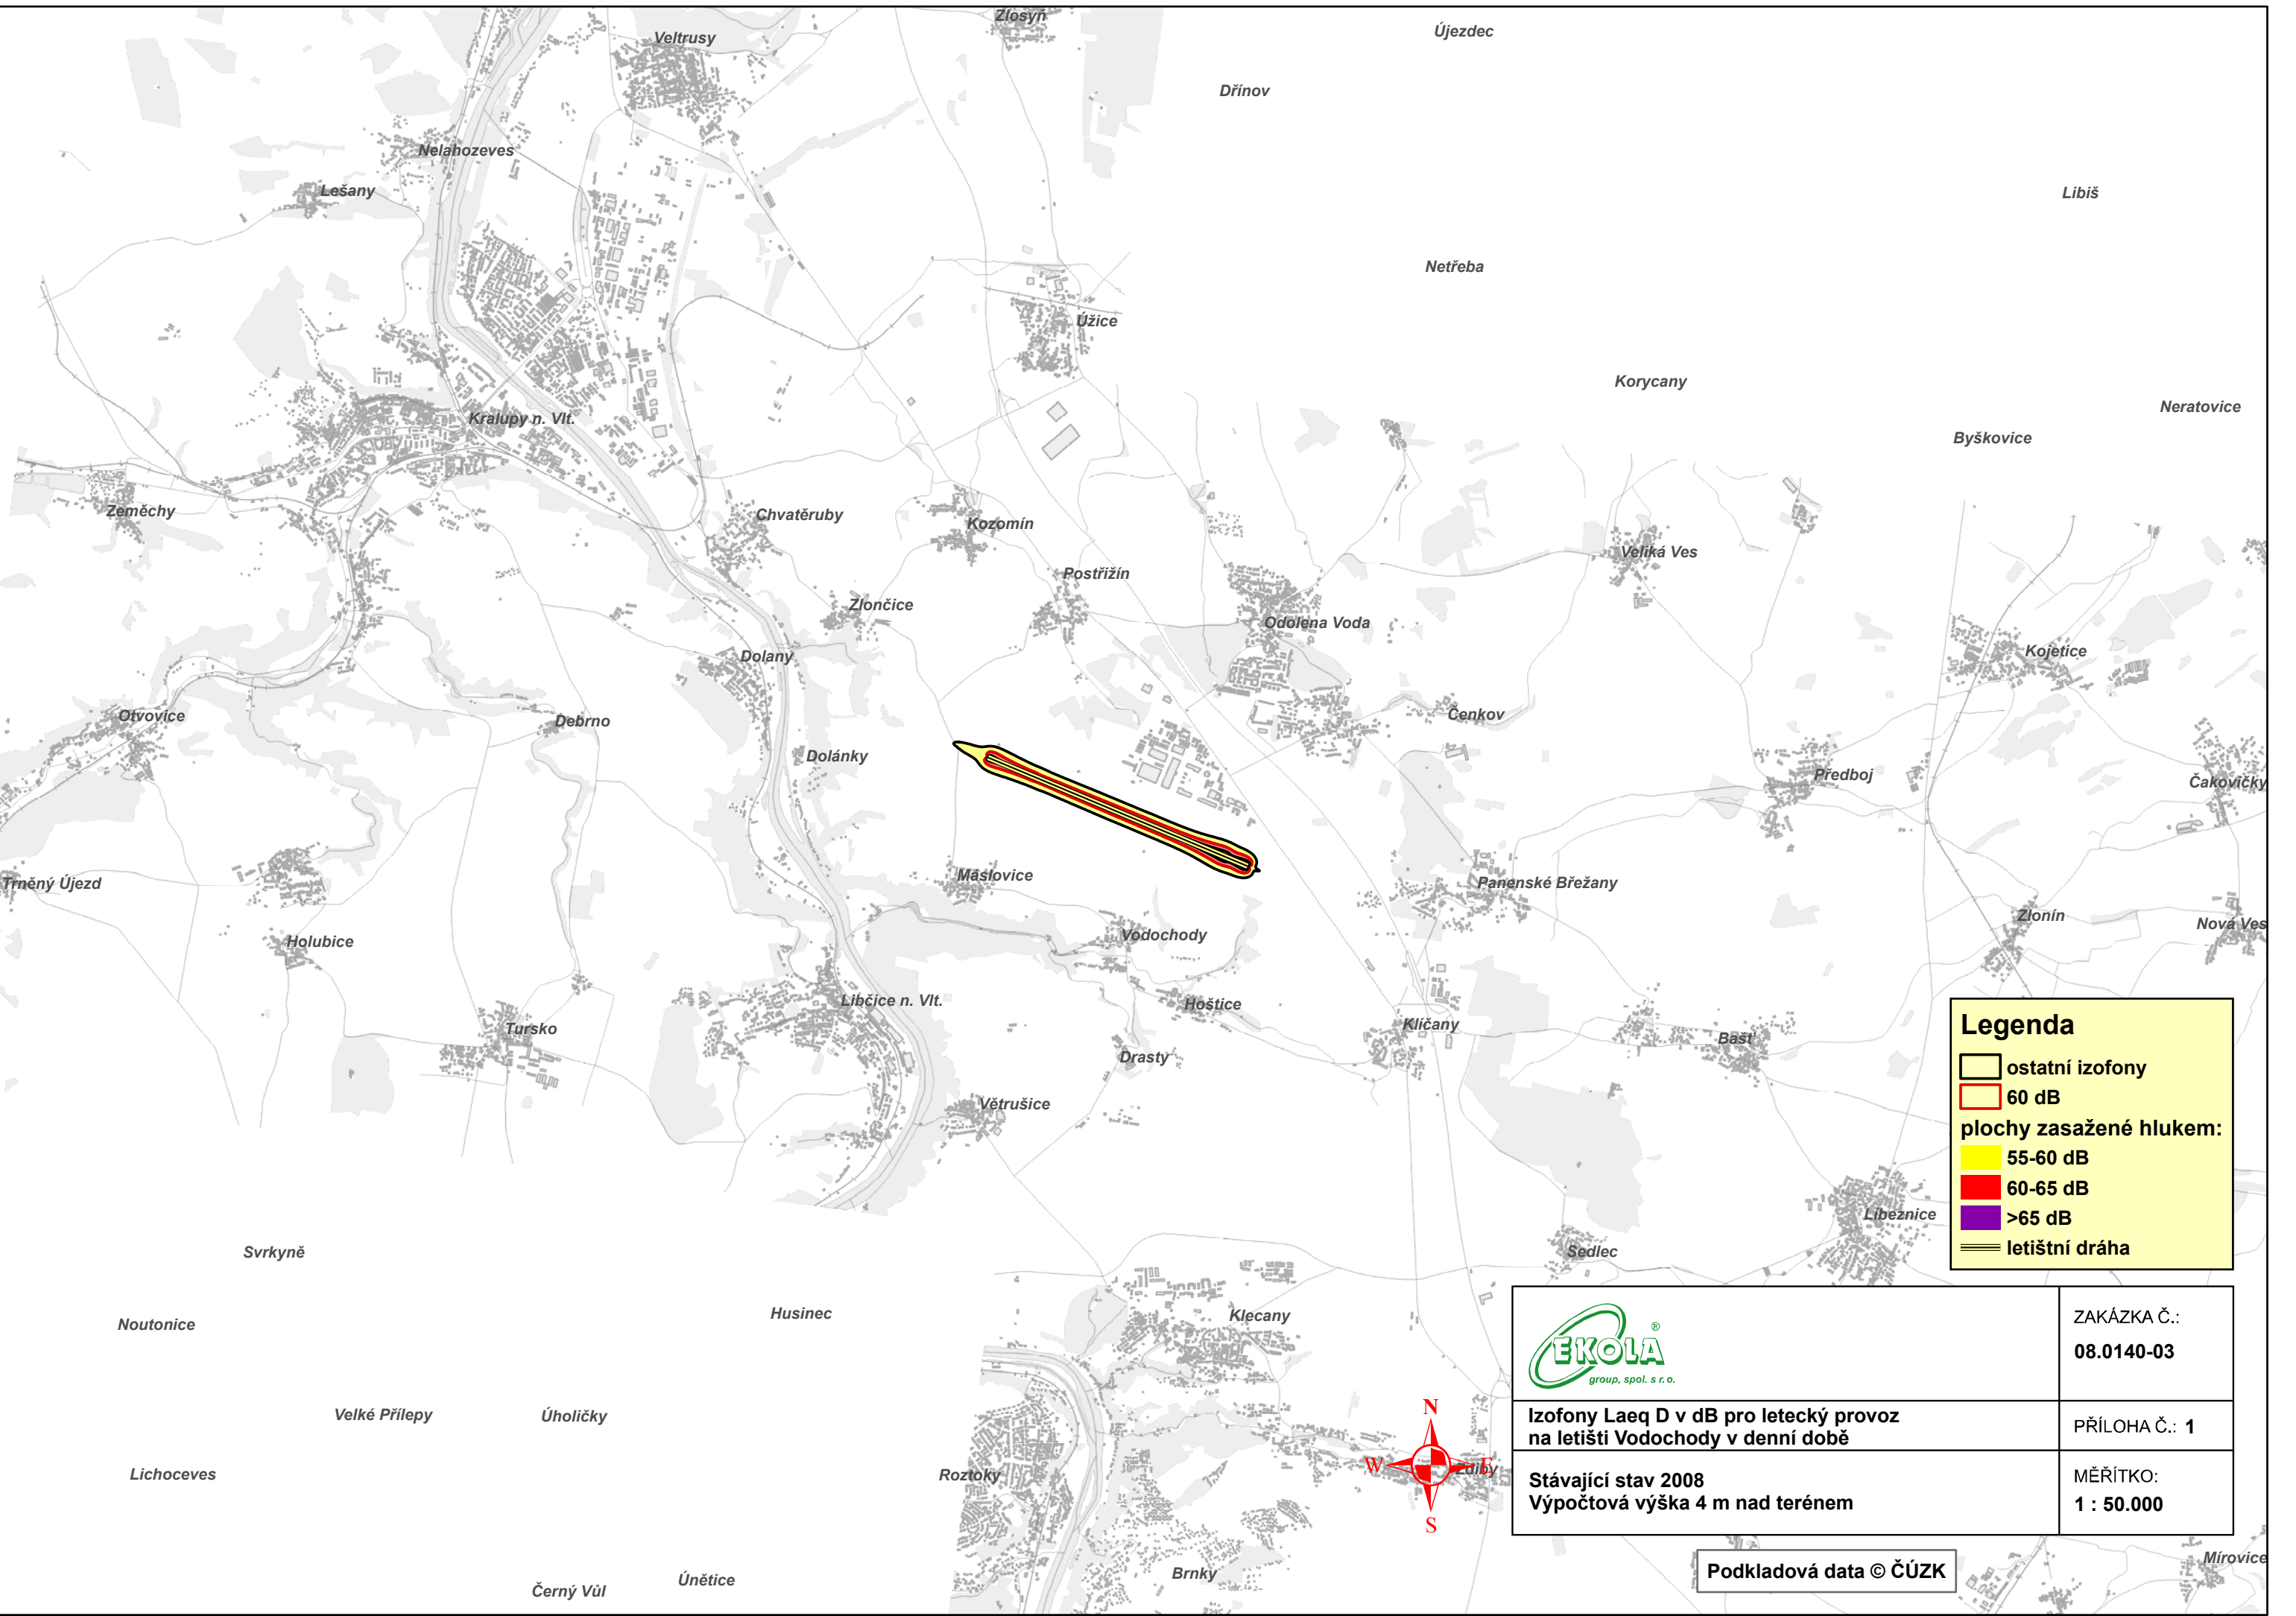 Zlosyň
Újezdec
Veltrusy
Dřínov
Nelahozeves
Lešany
Libiš
Netřeba
Úžice
Korycany
Neratovice
Kralupy n. Vlt.
Byškovice
Zeměchy
Chvatěruby
Kozomín
Veliká Ves
Postřižín
Zlončice
Odolena Voda
Dolany
Kojetice
Otvovice
Debrno
Čenkov
Dolánky
Předboj
Čakovičky
Máslovice
Trněný Újezd
Panenské Břežany
Zlonín
Nová Ves
Holubice
Vodochody
Libčice n. Vlt.
Hoštice
Tursko
Klíčany
Bašť
Drasty
Větrušice
Legenda
ostatní izofony
60 dB
plochy zasažené hlukem:
55-60 dB
60-65 dB
>65 dB
letištní dráha
Líbeznice
Svrkyně
Sedlec
Noutonice
Husinec
Klecany
Velké Přílepy
Úholičky
Lichoceves
Roztoky
Zdiby
N
W
E
S
EKOLA ®
group, spol. s r.o.
ZAKÁZKA Č.:
08.0140-03
Izofony Laeq D v dB pro letecký provoz
na letišti Vodochody v denní době
PŘÍLOHA Č.: 1
Stávající stav 2008
Výpočtová výška 4 m nad terénem
MĚŘÍTKO:
1 : 50.000
Podkladová data © ČÚZK
Mírovice
Brnky
Únětice
Černý Vůl